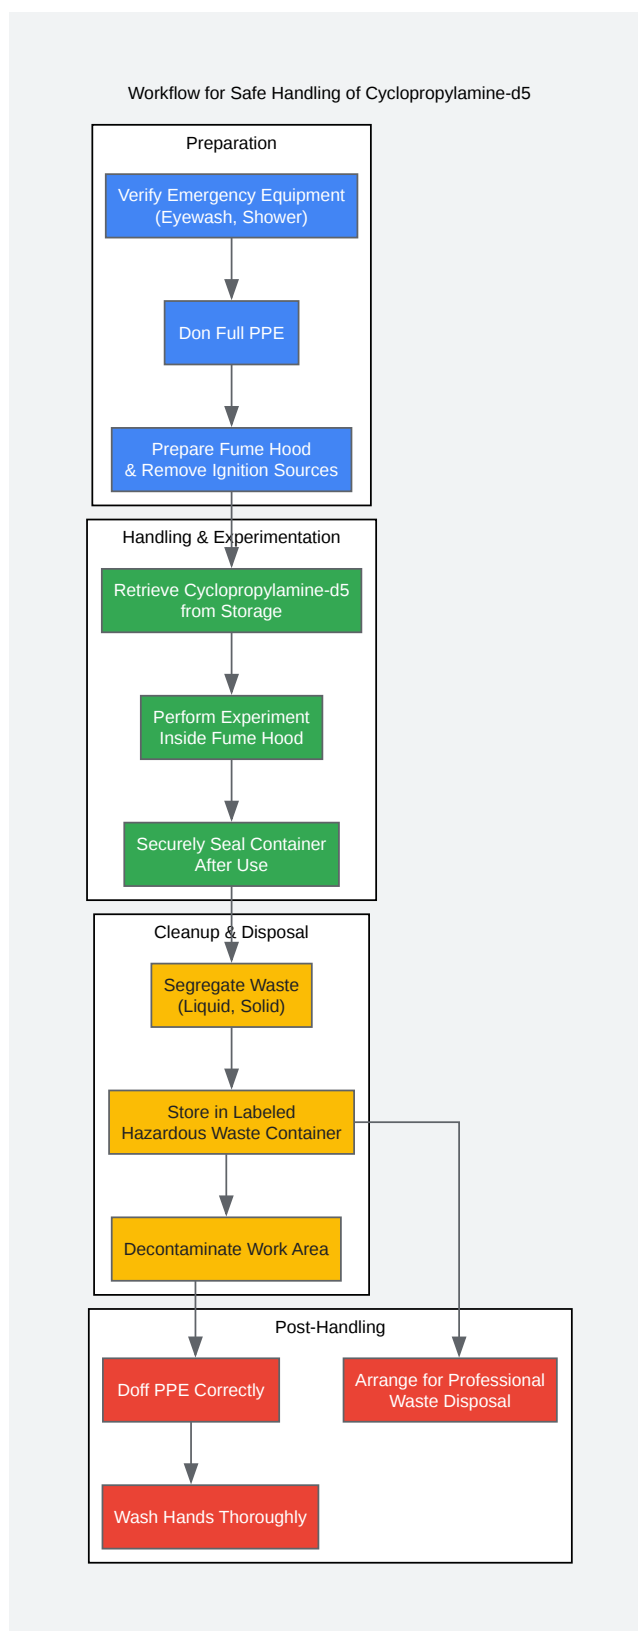 Workflow for Safe Handling of Cyclopropylamine-d5
Preparation
Verify Emergency Equipment
(Eyewash, Shower)
Don Full PPE
Prepare Fume Hood
& Remove Ignition Sources
Handling & Experimentation
Retrieve Cyclopropylamine-d5
from Storage
Perform Experiment
Inside Fume Hood
Securely Seal Container
After Use
Cleanup & Disposal
Segregate Waste
(Liquid, Solid)
Store in Labeled
Hazardous Waste Container
Decontaminate Work Area
Post-Handling
Doff PPE Correctly
Arrange for Professional
Waste Disposal
Wash Hands Thoroughly